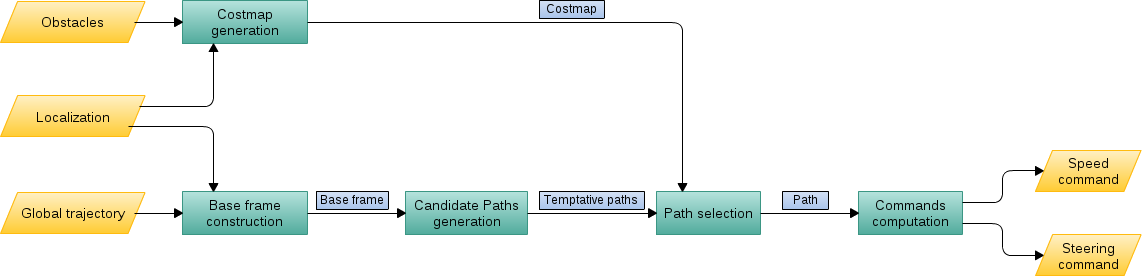 Obstacles
Costmap
generation
Costmap
Localization
Global trajectory
Base frame
construction
Base frame
Candidate Paths
generation
Temptative paths
Path selection
Path
Commands
computation
Speed
command
Steering
command